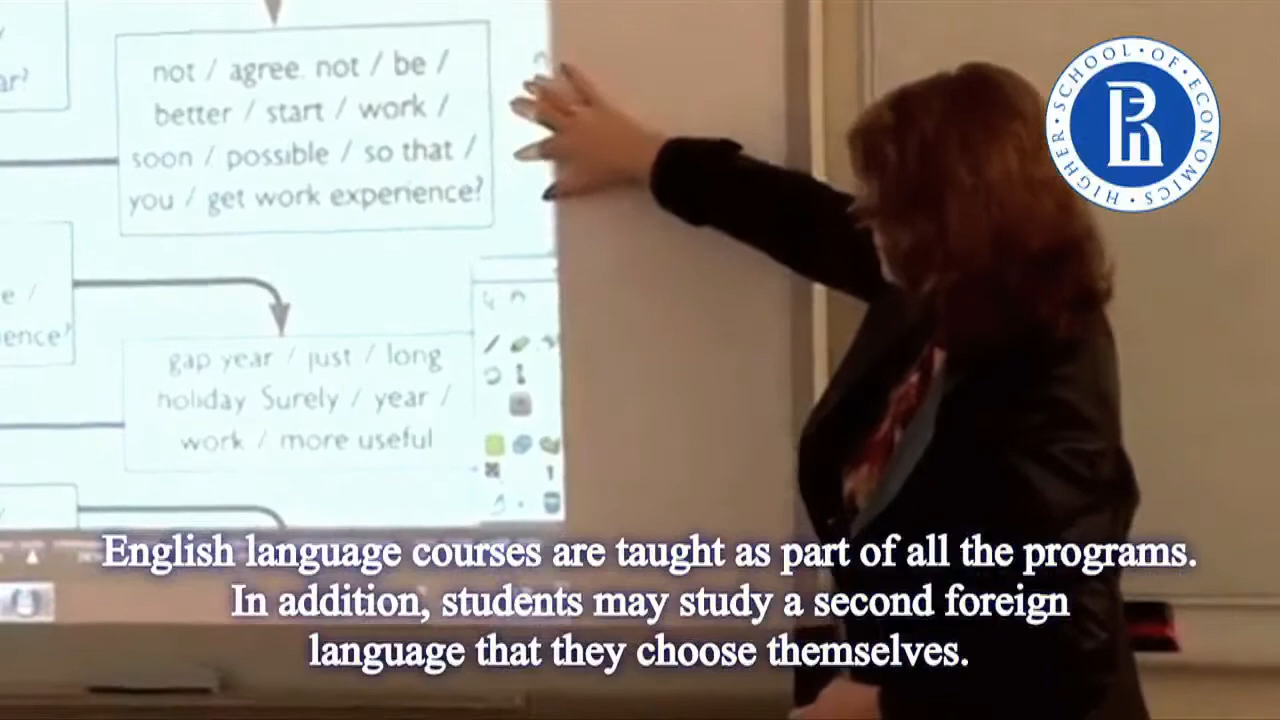 ar?
not / agree. not / be /
better / start / work /
soon / possible / so that /
you / get work experience?
e /
ence?
gap year / just / long
holiday Surely / year /
work / more useful
HIGHER · SCHOOL · OF · ECONOMICS ·
English language courses are taught as part of all the programs.
In addition, students may study a second foreign
language that they choose themselves.